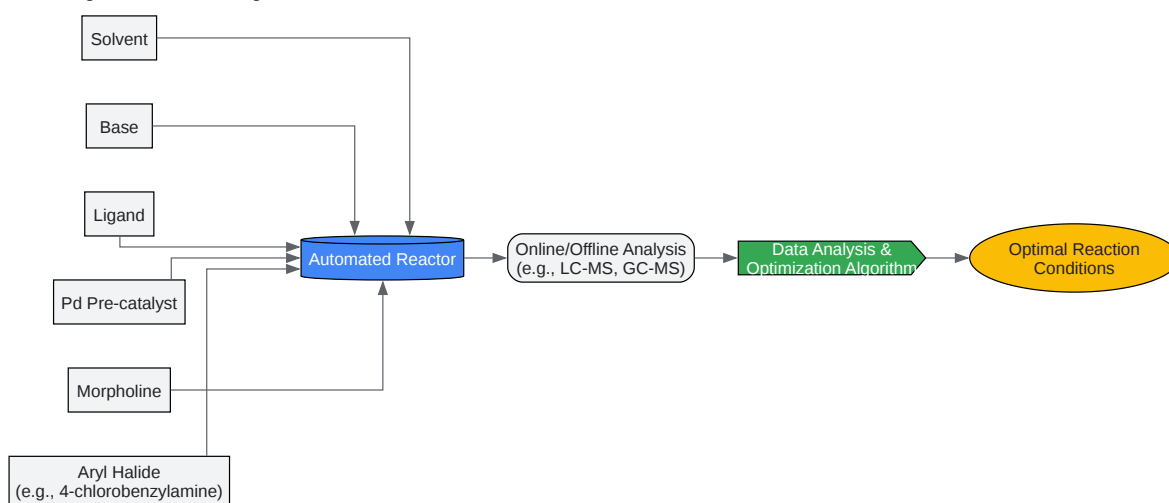 Solvent
Base
Ligand
Pd Pre-catalyst
Morpholine
Aryl Halide
(e.g., 4-chlorobenzylamine)
Automated Reactor
Online/Offline Analysis
(e.g., LC-MS, GC-MS)
Data Analysis &
Optimization Algorithm
Optimal Reaction
Conditions